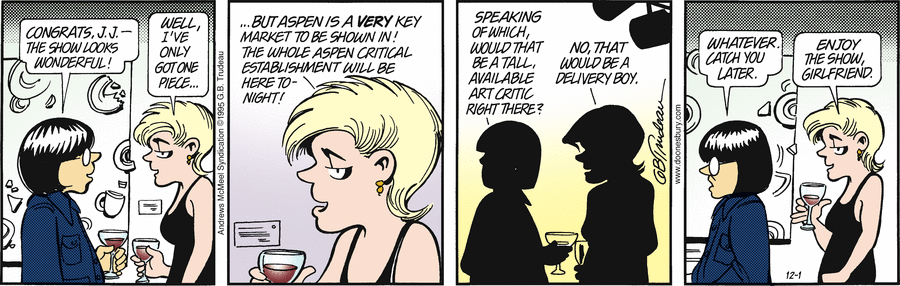 CONGRATS, J.J.—
THE SHOW LOOKS
WONDERFUL!
WELL,
I'VE
ONLY
GOT ONE
PIECE...
Andrews McMeel Syndication ©1995 G.B. Trudeau
...BUT ASPEN IS A VERY KEY
MARKET TO BE SHOWN IN!
THE WHOLE ASPEN CRITICAL
ESTABLISHMENT WILL BE
HERE TO-
NIGHT!
SPEAKING
OF WHICH,
WOULD THAT
BE A TALL,
AVAILABLE
ART CRITIC
RIGHT THERE?
NO, THAT
WOULD BE A
DELIVERY BOY.
GBTrudeau
www.doonesbury.com
WHATEVER.
CATCH YOU
LATER.
ENJOY
THE SHOW,
GIRLFRIEND.
12-1